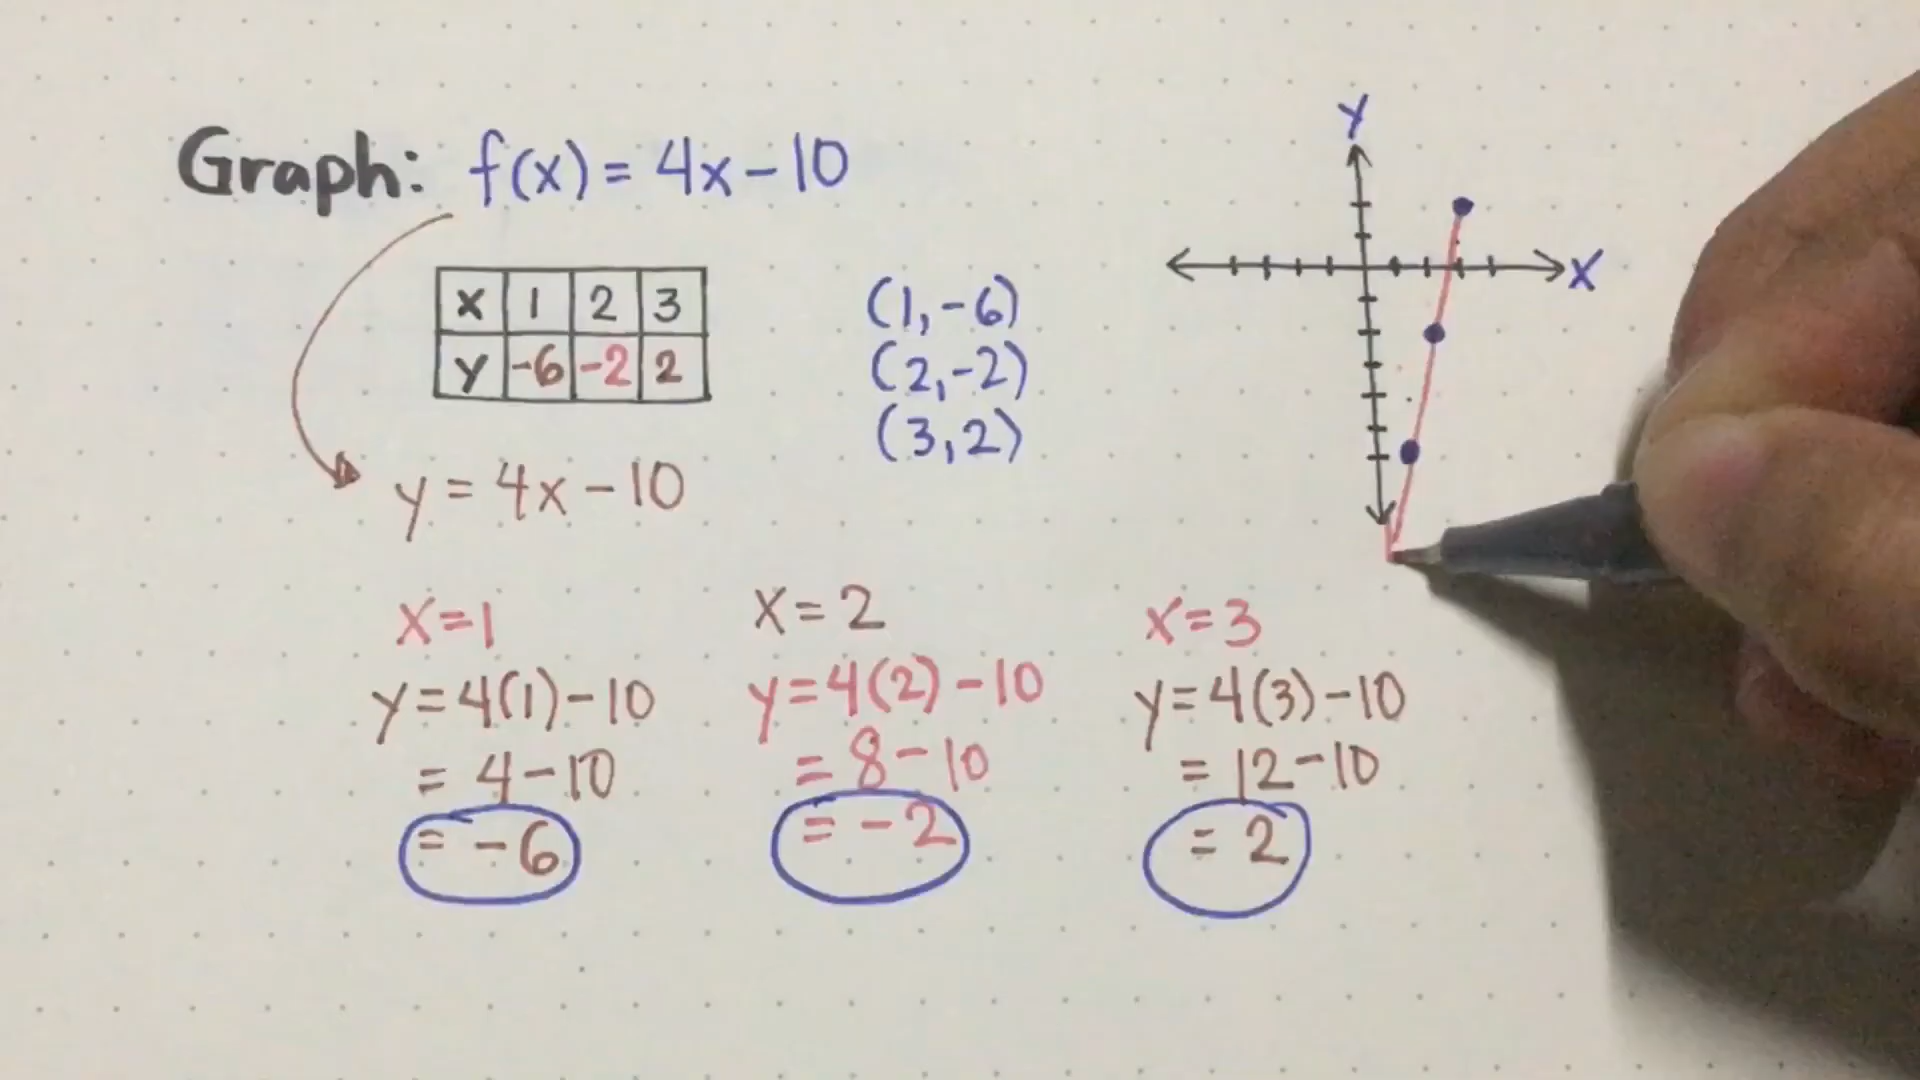 Graph: f(x) = 4x - 10
x 1 2 3
y -6 -2 2
(1, -6)
(2, -2)
(3, 2)
y = 4x - 10
Y
X
x = 1
y = 4(1) - 10
= 4 - 10
= -6
x = 2
y = 4(2) - 10
= 8 - 10
= -2
x = 3
y = 4(3) - 10
= 12 - 10
= 2